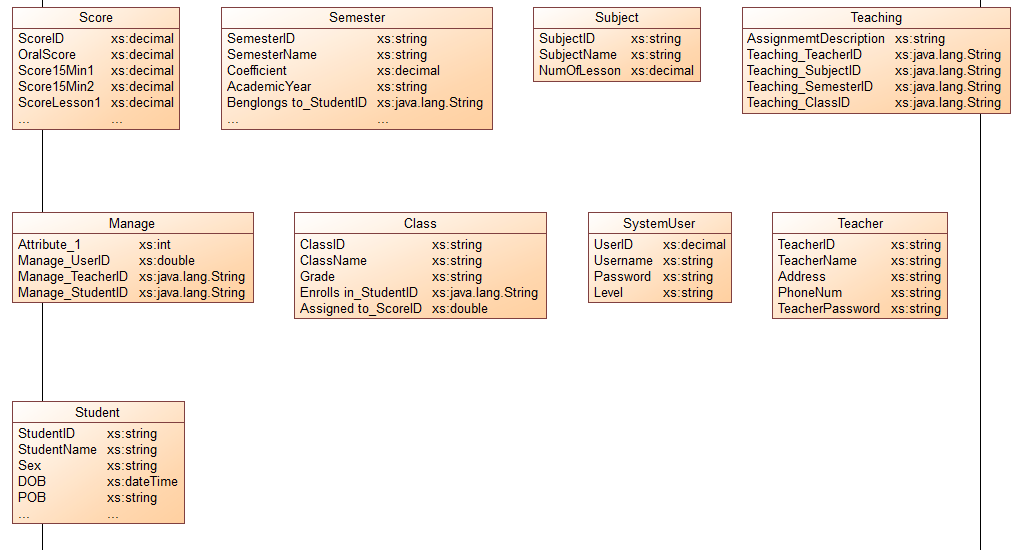 Score
ScoreID xs:decimal
OralScore xs:decimal
Score15Min1 xs:decimal
Score15Min2 xs:decimal
ScoreLesson1 xs:decimal
... ...
Semester
SemesterID xs:string
SemesterName xs:string
Coefficient xs:decimal
AcademicYear xs:string
Benglongs to_StudentID xs:java.lang.String
... ...
Subject
SubjectID xs:string
SubjectName xs:string
NumOfLesson xs:decimal
Teaching
AssignmemtDescription xs:string
Teaching_TeacherID xs:java.lang.String
Teaching_SubjectID xs:java.lang.String
Teaching_SemesterID xs:java.lang.String
Teaching_ClassID xs:java.lang.String
Manage
Attribute_1 xs:int
Manage_UserID xs:double
Manage_TeacherID xs:java.lang.String
Manage_StudentID xs:java.lang.String
Class
ClassID xs:string
ClassName xs:string
Grade xs:string
Enrolls in_StudentID xs:java.lang.String
Assigned to_ScoreID xs:double
SystemUser
UserID xs:decimal
Username xs:string
Password xs:string
Level xs:string
Teacher
TeacherID xs:string
TeacherName xs:string
Address xs:string
PhoneNum xs:string
TeacherPassword xs:string
Student
StudentID xs:string
StudentName xs:string
Sex xs:string
DOB xs:dateTime
POB xs:string
... ...